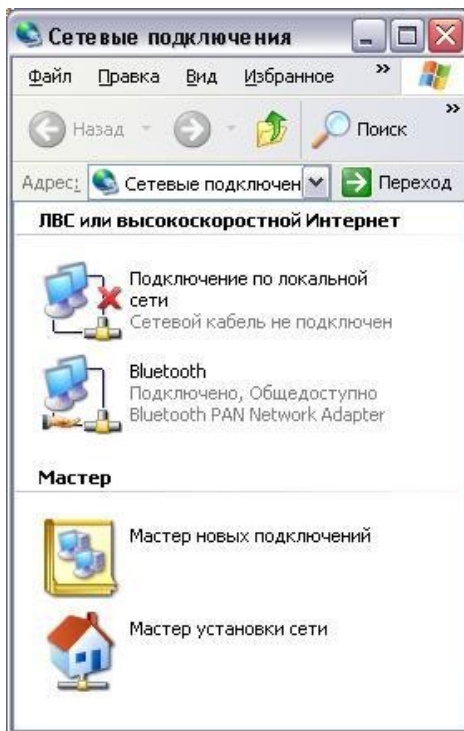 Сетевые подключения
Файл Правка Вид Избранное »
Назад Поиск »
Адрес: Сетевые подключен Переход
ЛВС или высокоскоростной Интернет
Подключение по локальной
сети
Сетевой кабель не подключен
Bluetooth
Подключено, Общедоступно
Bluetooth PAN Network Adapter
Мастер
Мастер новых подключений
Мастер установки сети